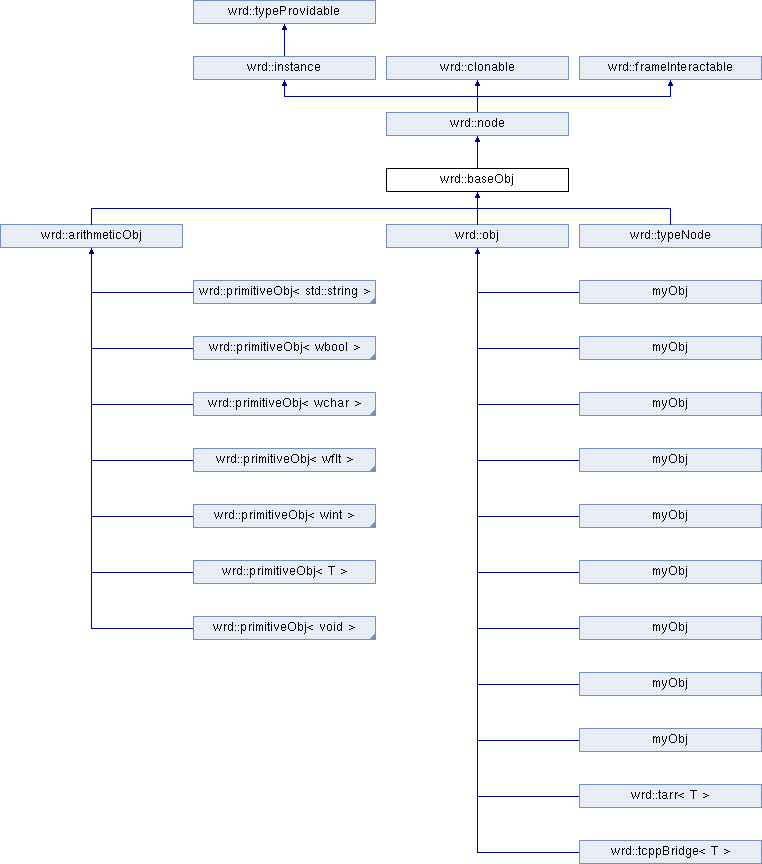 wrd::typeProvidable
wrd::instance
wrd::clonable
wrd::frameInteractable
wrd::node
wrd::baseObj
wrd::arithmeticObj
wrd::obj
wrd::typeNode
wrd::primitiveObj< std::string >
myObj
wrd::primitiveObj< wbool >
myObj
wrd::primitiveObj< wchar >
myObj
wrd::primitiveObj< wflt >
myObj
wrd::primitiveObj< wint >
myObj
wrd::primitiveObj< T >
myObj
wrd::primitiveObj< void >
myObj
myObj
myObj
wrd::tarr< T >
wrd::tcppBridge< T >